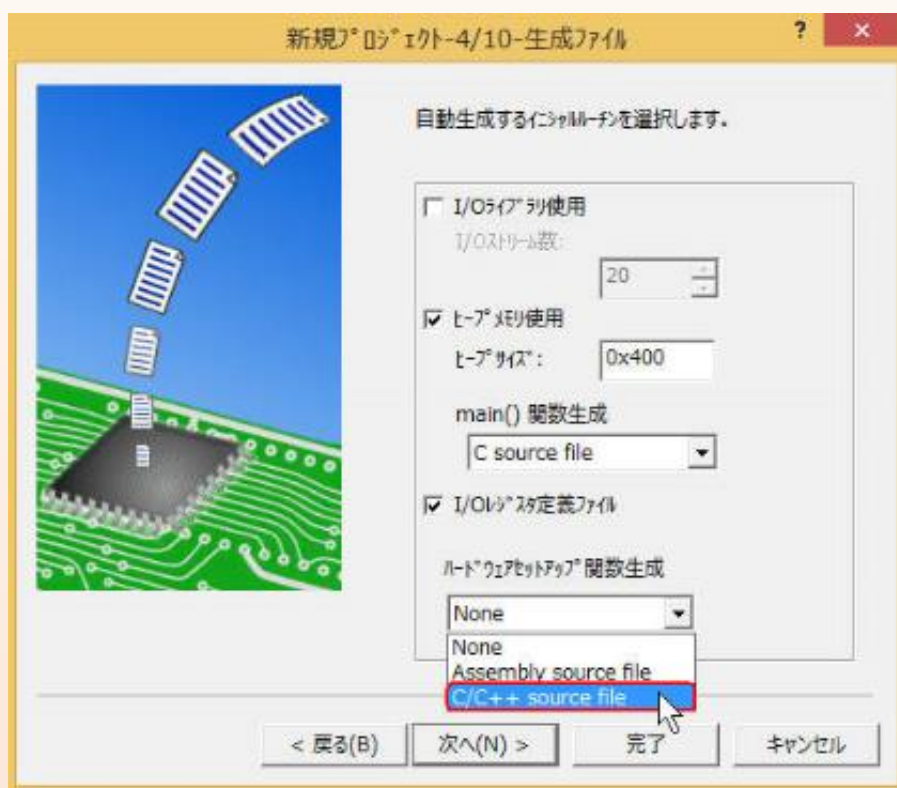 新規ﾌﾟﾛｼﾞｪｸﾄ-4/10-生成ﾌｧｲﾙ
?
×
自動生成するｲﾆｼｬﾙﾙｰﾁﾝを選択します。
I/Oﾗｲﾌﾞﾗﾘ使用
I/Oｽﾄﾘｰﾑ数:
20
ﾋｰﾌﾟﾒﾓﾘ使用
ﾋｰﾌﾟｻｲｽﾞ:
0x400
main() 関数生成
C source file
I/Oﾚｼﾞｽﾀ定義ﾌｧｲﾙ
ﾊｰﾄﾞｳｪｱｾｯﾄｱｯﾌﾟ関数生成
None
None
Assembly source file
C/C++ source file
< 戻る(B)
次へ(N) >
完了
ｷｬﾝｾﾙ